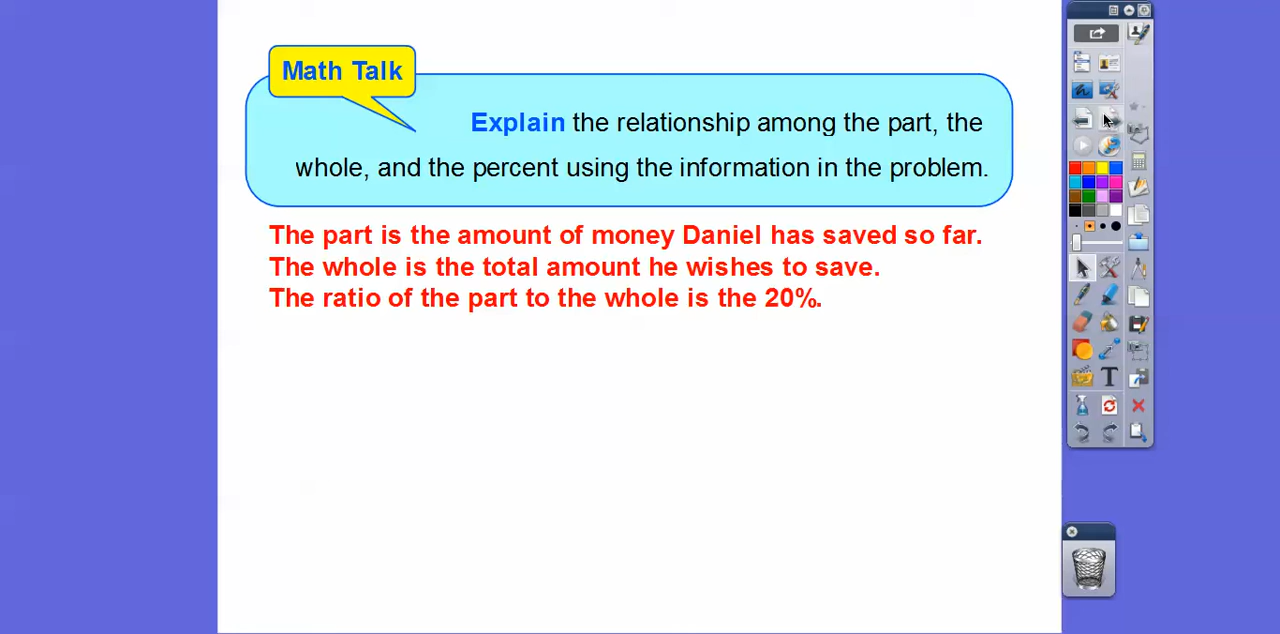 Math Talk
Explain the relationship among the part, the
whole, and the percent using the information in the problem.
The part is the amount of money Daniel has saved so far.
The whole is the total amount he wishes to save.
The ratio of the part to the whole is the 20%.